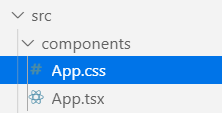 src
components
# App.css
App.tsx